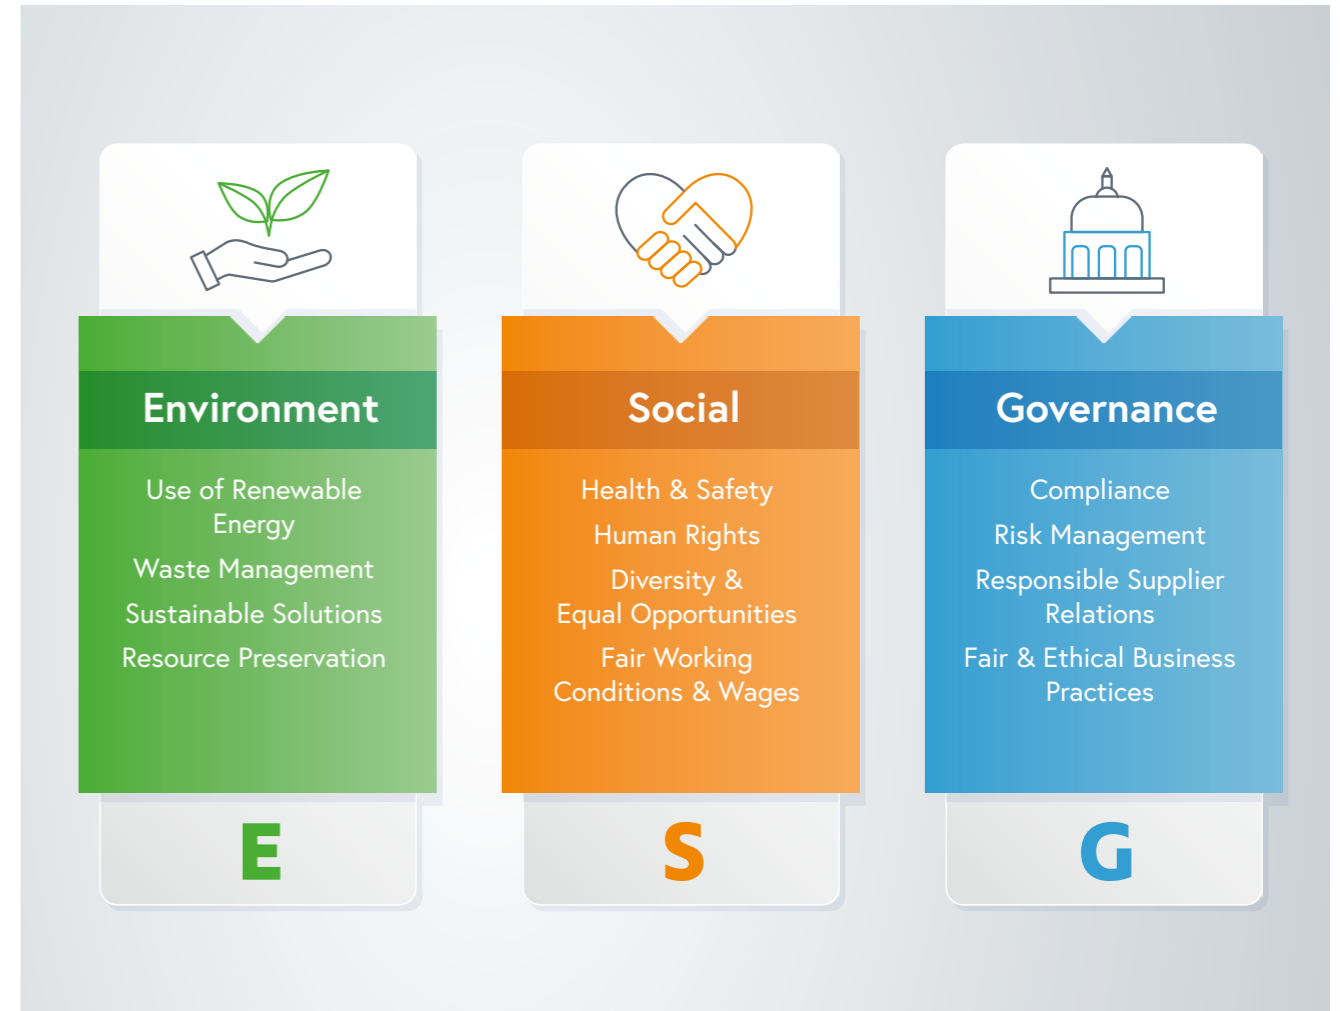 Environment
Use of Renewable
Energy
Waste Management
Sustainable Solutions
Resource Preservation
E
Social
Health & Safety
Human Rights
Diversity &
Equal Opportunities
Fair Working
Conditions & Wages
S
Governance
Compliance
Risk Management
Responsible Supplier
Relations
Fair & Ethical Business
Practices
G